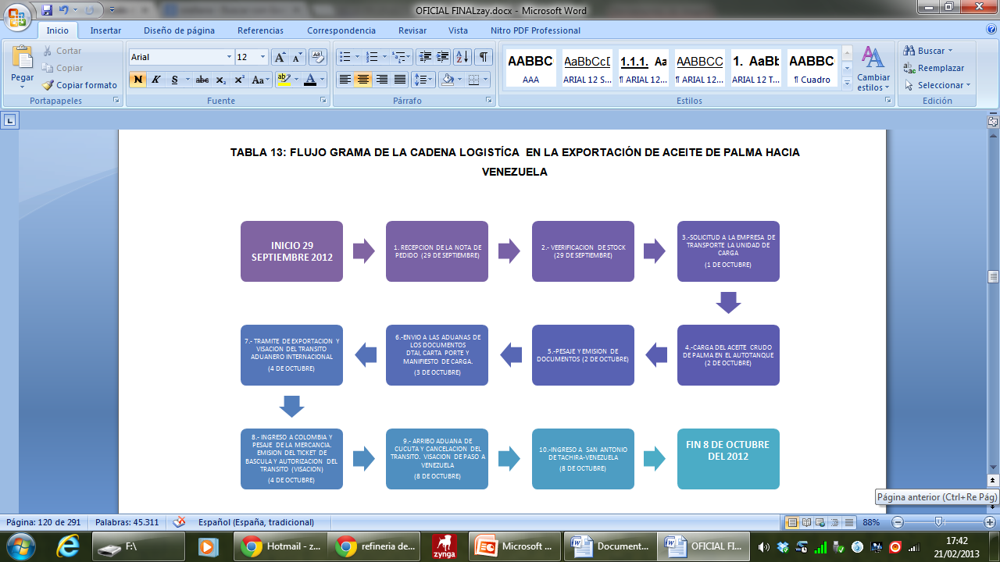 OFICIAL FINALzay.docx - Microsoft Word
Inicio Insertar Diseño de página Referencias Correspondencia Revisar Vista Nitro PDF Professional
Pegar
Cortar
Copiar
Copiar formato
Portapapeles
Arial 12
N K S abc x₂ x² Aa
Fuente
Párrafo
AABBC AaBbCcD 1.1.1. Aa AABBCC 1. AaBb AABBC
AAA ARIAL 12 S... ¶ ARIAL 12... ¶ ARIAL 12... ARIAL 12 T... ¶ Cuadro
Estilos
Cambiar estilos
Buscar
Reemplazar
Seleccionar
Edición
TABLA 13: FLUJO GRAMA DE LA CADENA LOGISTÍCA EN LA EXPORTACIÓN DE ACEITE DE PALMA HACIA
VENEZUELA
INICIO 29
SEPTIEMBRE 2012
1. RECEPCION DE LA NOTA DE
PEDIDO (29 DE SEPTIEMBRE)
2.- VEERIFICACION DE STOCK
(29 DE SEPTIEMBRE)
3.-SOLICITUD A LA EMPRESA DE
TRANSPORTE LA UNIDAD DE
CARGA
(1 DE OCTUBRE)
4.-CARGA DEL ACEITE CRUDO
DE PALMA EN EL AUTOTANQUE
(2 DE OCTUBRE)
5.-PESAJE Y EMISION DE
DOCUMENTOS (2 DE OCTUBRE)
6.-ENVIO A LAS ADUANAS DE
LOS DOCUMENTOS
DTAI, CARTA PORTE Y
MANIFIESTO DE CARGA.
(3 DE OCTUBRE)
7.- TRAMITE DE EXPORTACION Y
VISACION DEL TRANSITO
ADUANERO INTERNACIONAL
(4 DE OCTUBRE)
8.- INGRESO A COLOMBIA Y
PESAJE DE LA MERCANCIA.
EMISION DEL TICKET DE
BASCULA Y AUTORIZACION DEL
TRANSITO (VISACION)
(4 DE OCTUBRE)
9.- ARRIBO ADUANA DE
CUCUTA Y CANCELACION DEL
TRANSITO. VISACION DE PASO A
VENEZUELA
(8 DE OCTUBRE)
10.-INGRESO A SAN ANTONIO
DE TACHIRA-VENEZUELA
(8 DE OCTUBRE)
FIN 8 DE OCTUBRE
DEL 2012
Página anterior (Ctrl+Re Pág)
Página: 120 de 291 Palabras: 45.311 Español (España, tradicional) 88%
F:\ Hotmail - z... refineria de... zynga Microsoft ... Document... OFICIAL FI...
17:42
21/02/2013